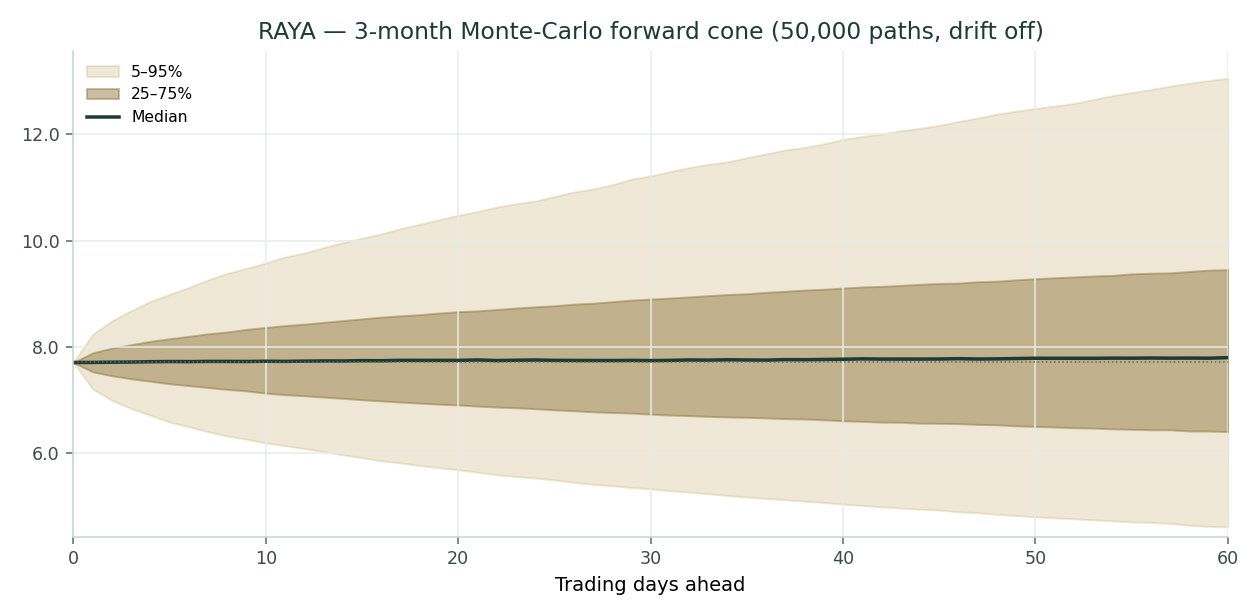 RAYA — 3-month Monte-Carlo forward cone (50,000 paths, drift off)
5–95%
25–75%
Median
12.0
10.0
8.0
6.0
0 10 20 30 40 50 60
Trading days ahead